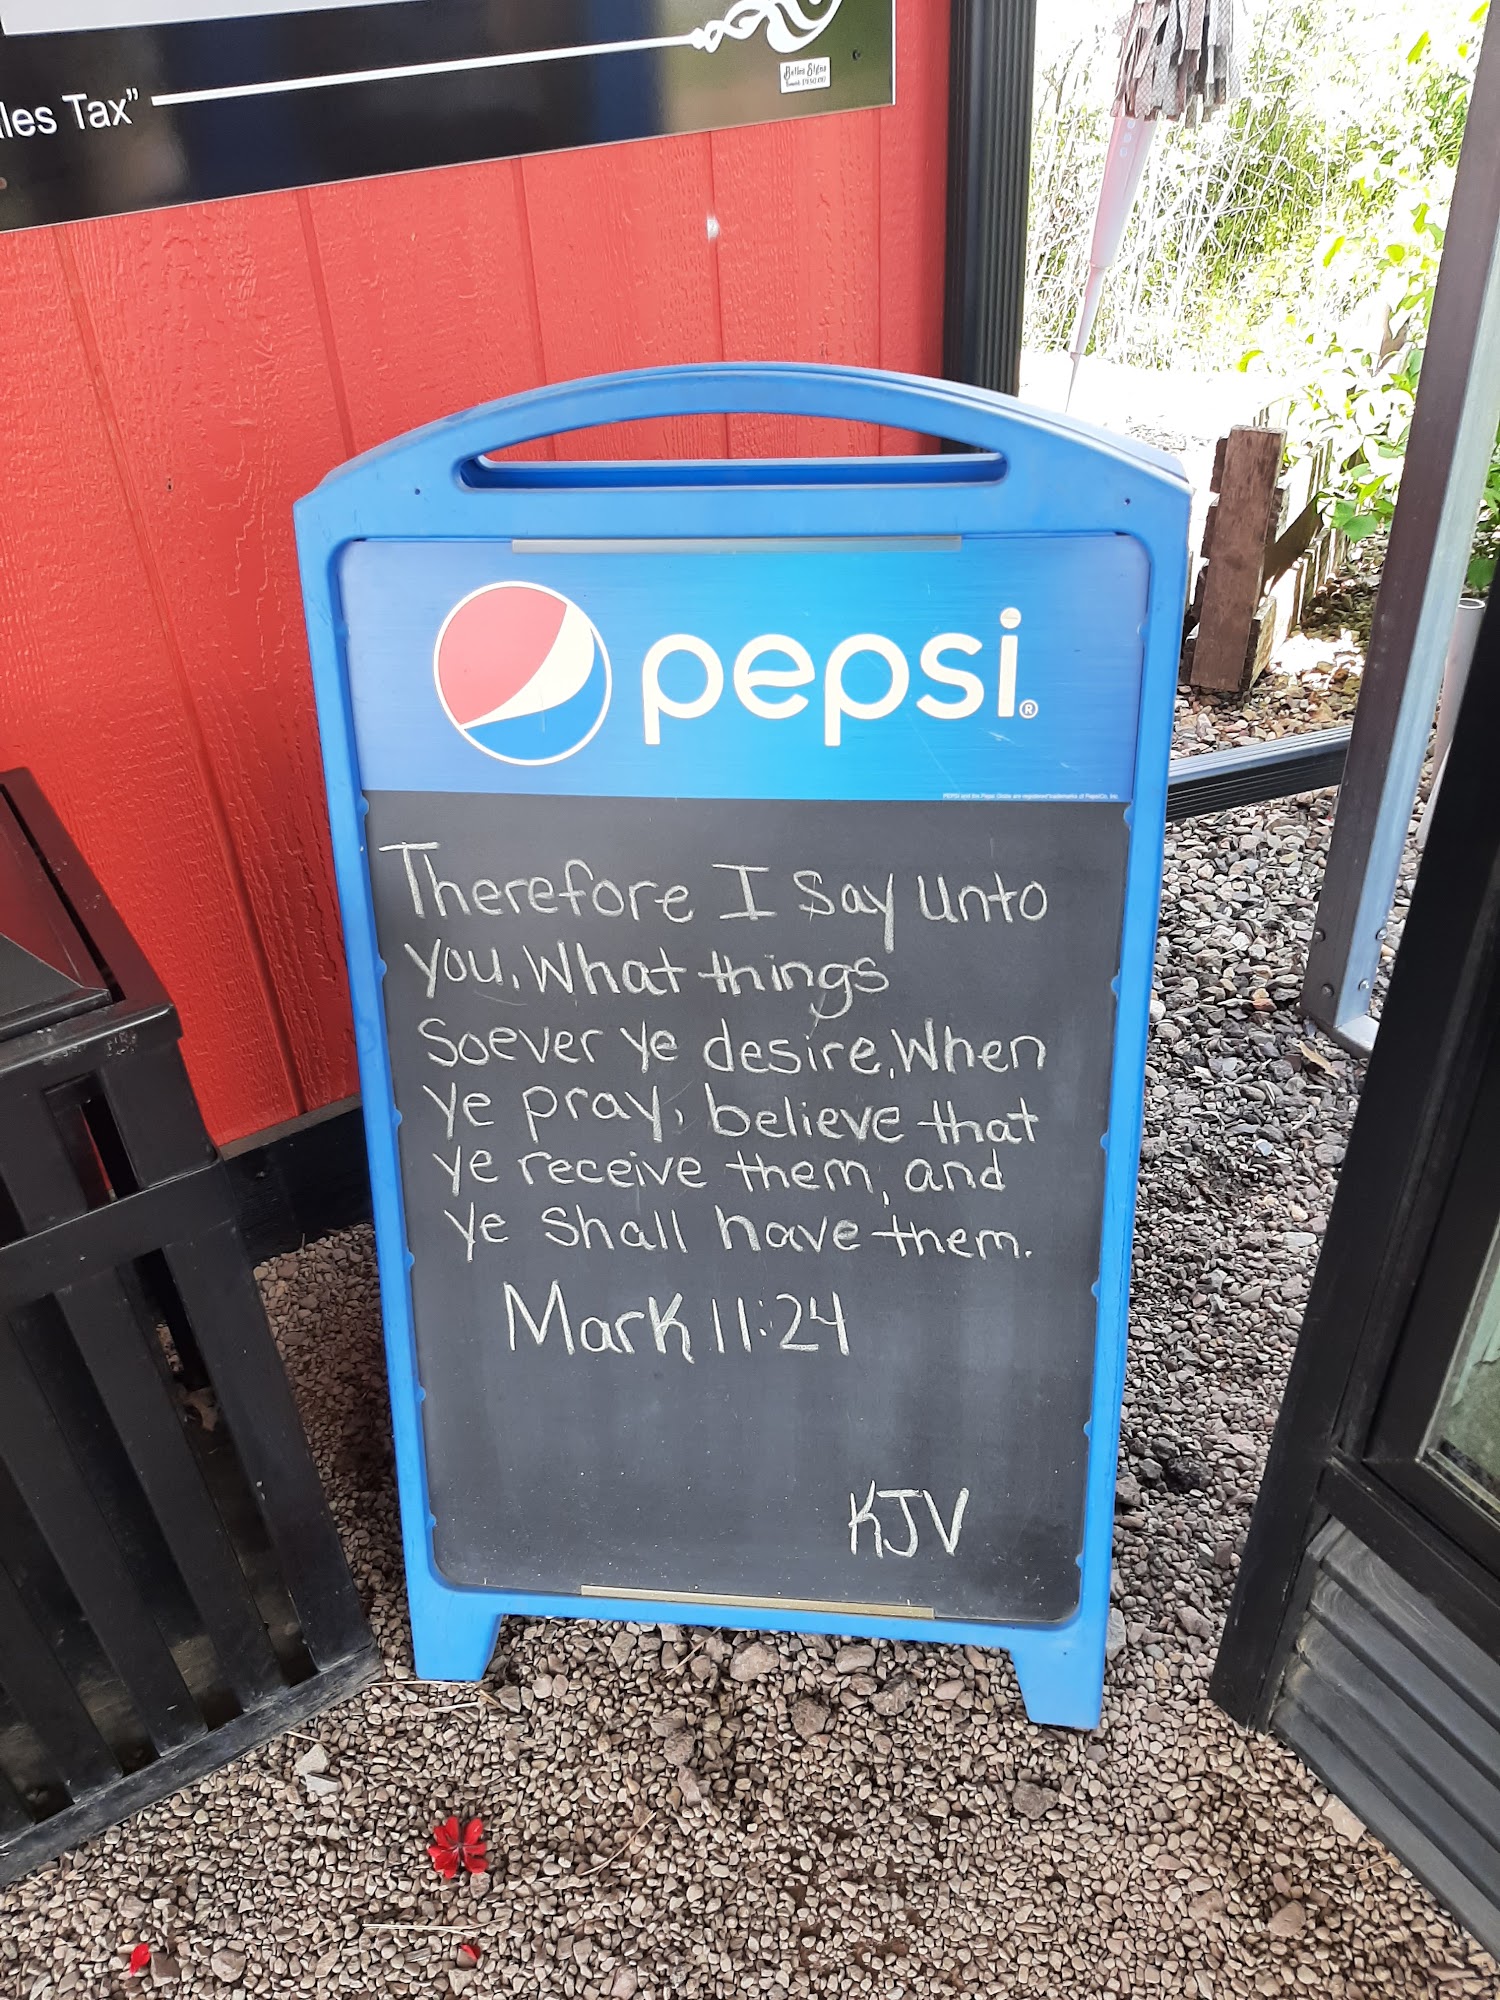 les Tax"
pepsi®
Therefore I Say Unto
you, What things
Soever ye desire, When
ye pray, believe that
ye receive them, and
ye Shall have them.
Mark 11:24
KJV